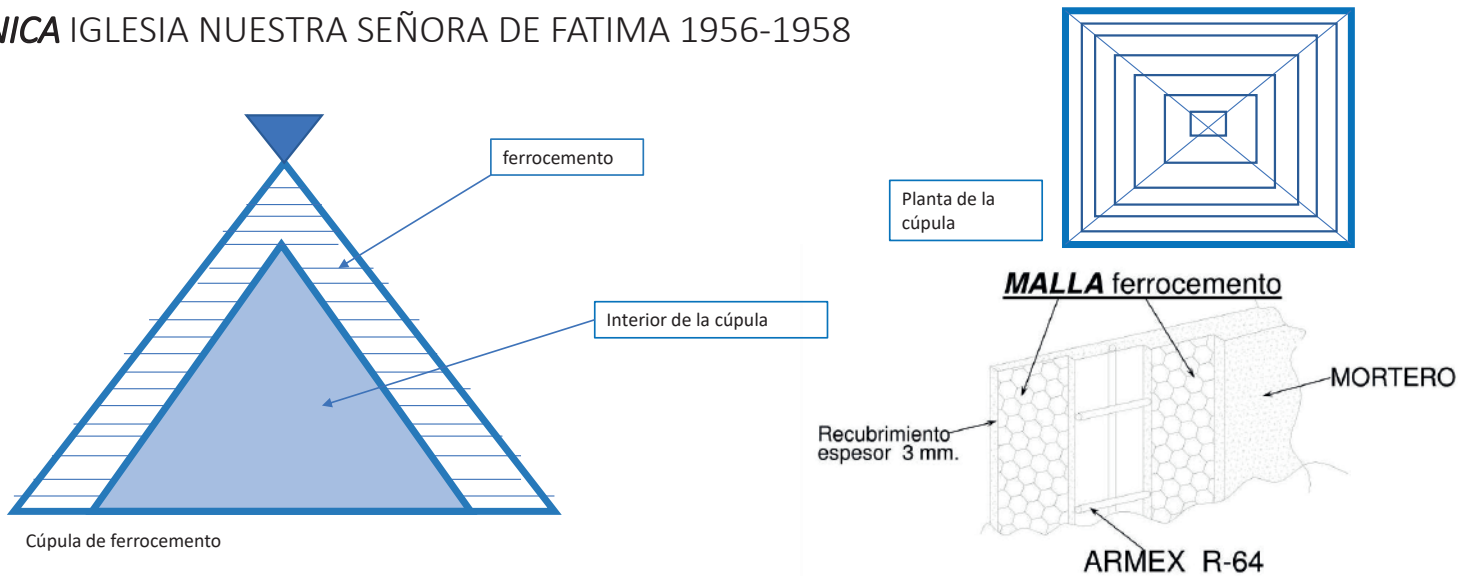 NICA IGLESIA NUESTRA SEÑORA DE FATIMA 1956-1958
ferrocemento
Interior de la cúpula
Cúpula de ferrocemento
Planta de la
cúpula
MALLA ferrocemento
MORTERO
Recubrimiento
espesor 3 mm.
ARMEX R-64